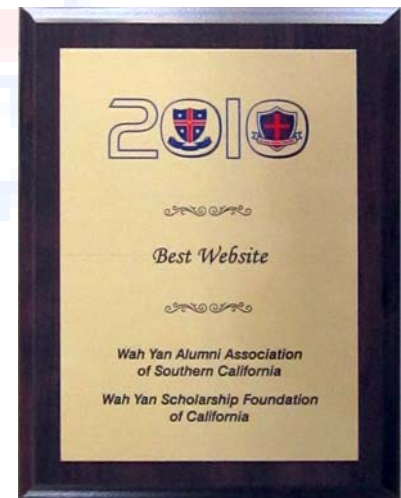 2010
Best Website
Wah Yan Alumni Association
of Southern California
Wah Yan Scholarship Foundation
of California